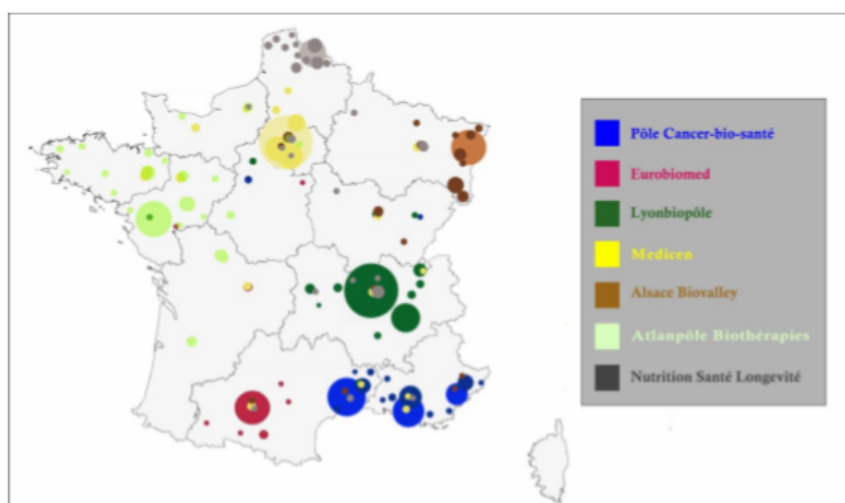 Pôle Cancer-bio-santé
Eurobiomed
Lyonbiopôle
Medicen
Alsace Biovalley
Atlanpôle Biothérapies
Nutrition Santé Longevité